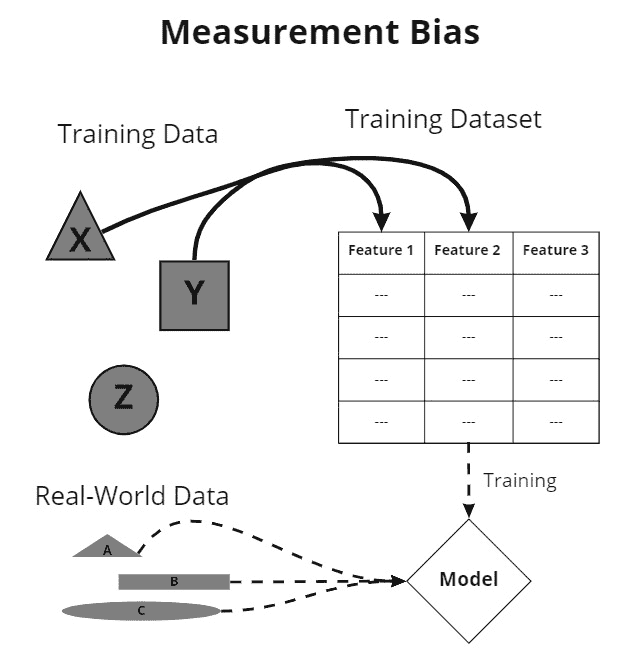 Measurement Bias
Training Data
Training Dataset
X
Y
Z
Feature 1 Feature 2 Feature 3
--- --- ---
--- --- ---
--- --- ---
--- --- ---
Training
Real-World Data
A
B
C
Model